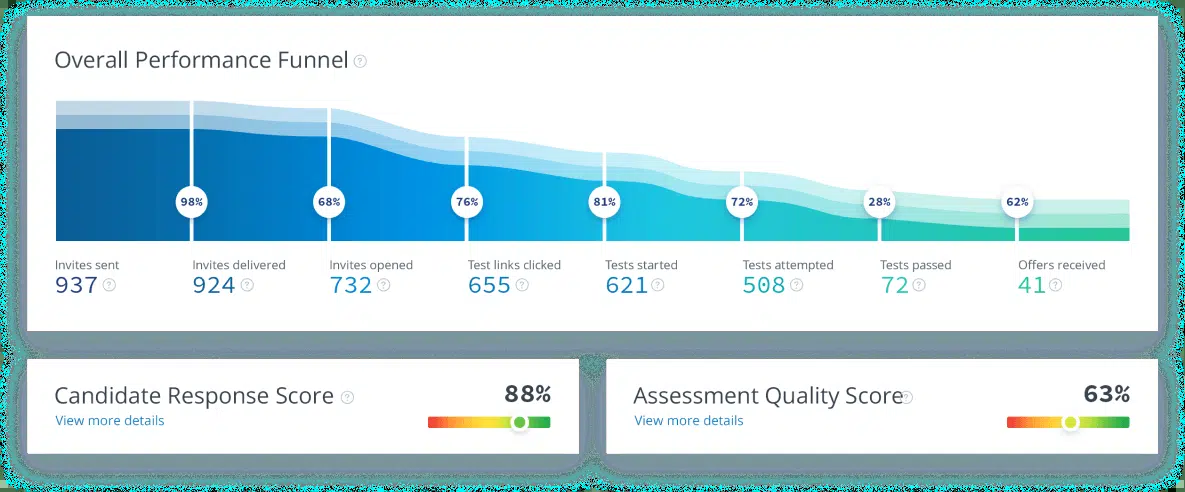 Overall Performance Funnel ?
98% 68% 76% 81% 72% 28% 62%
Invites sent Invites delivered Invites opened Test links clicked Tests started Tests attempted Tests passed Offers received
937 ? 924 ? 732 ? 655 ? 621 ? 508 ? 72 ? 41 ?
Candidate Response Score ? 88%
View more details
Assessment Quality Score ? 63%
View more details